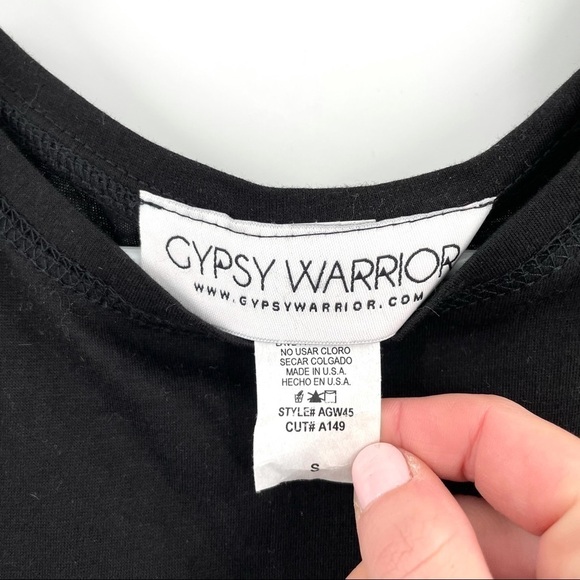 GYPSY WARRIOR
WWW.GYPSYWARRIOR.COM
NO USAR CLORO
SECAR COLGADO
MADE IN U.S.A.
HECHO EN U.S.A.
STYLE# AGW45
CUT# A149
S